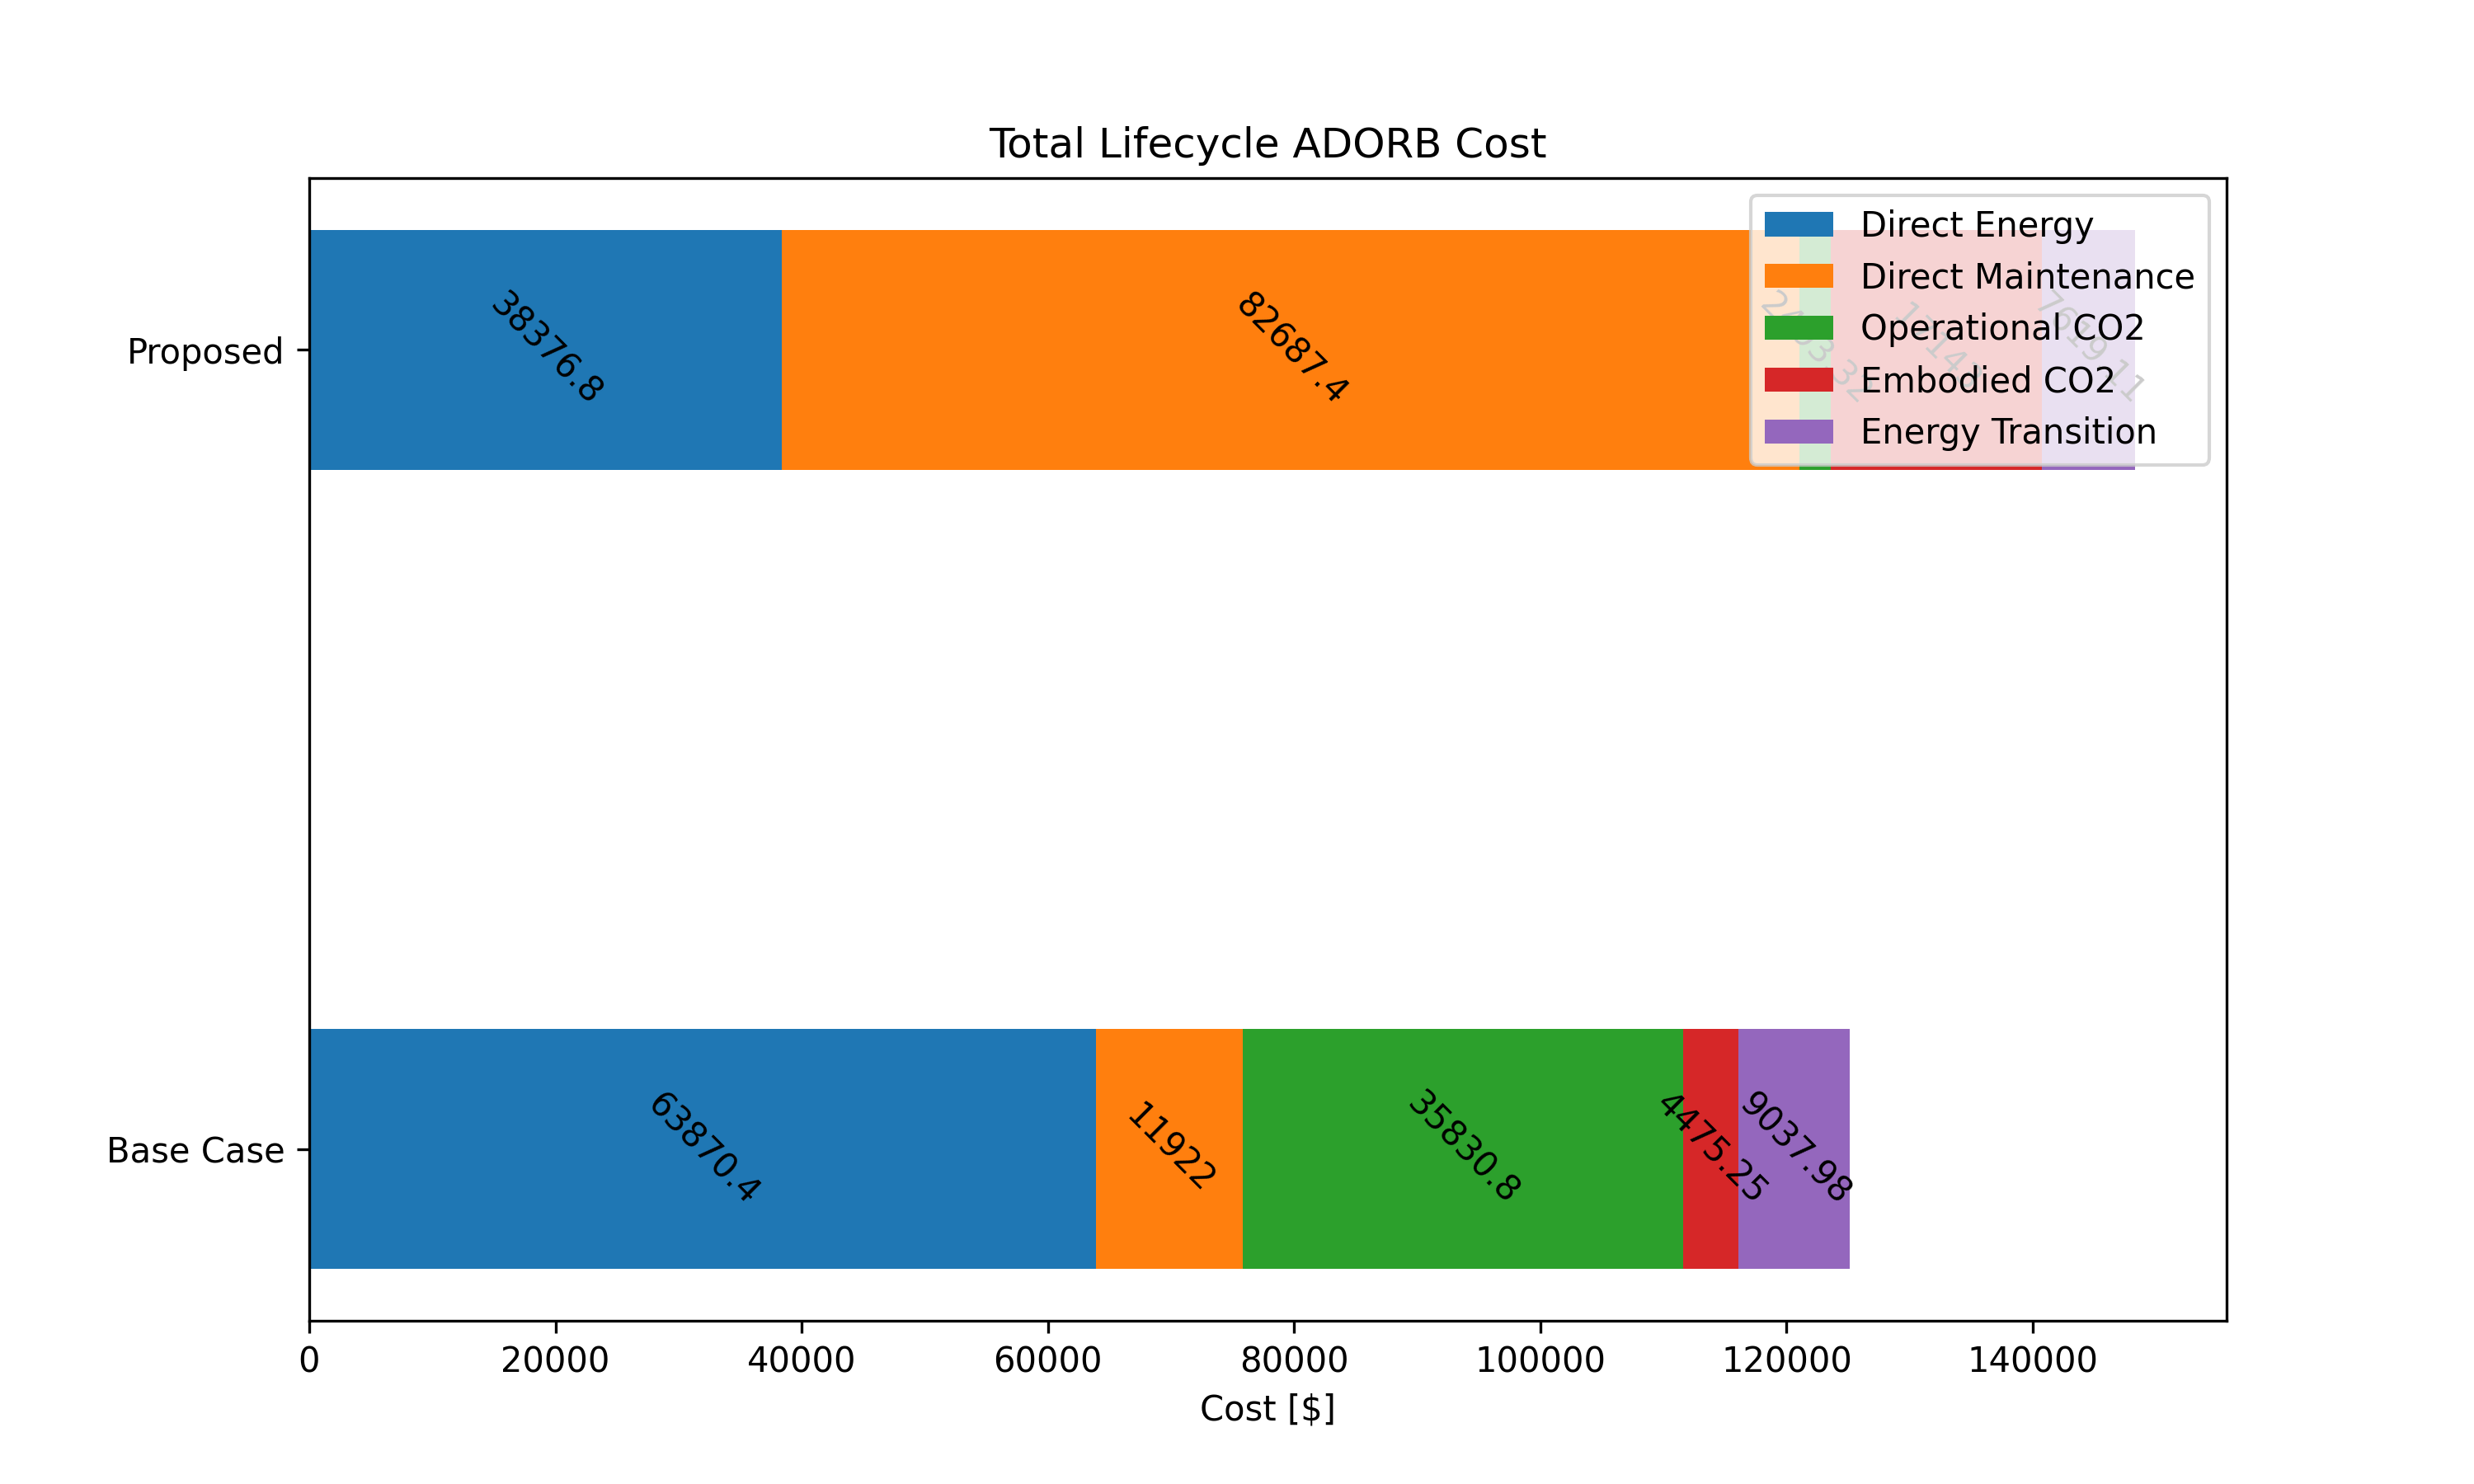 Total Lifecycle ADORB Cost
Direct Energy
Direct Maintenance
Operational CO2
Embodied CO2
Energy Transition
Proposed
38376.8
82687.4
7619.11
Base Case
63870.4
11922
35830.8
4475.25
9037.98
0
20000
40000
60000
80000
100000
120000
140000
Cost [$]